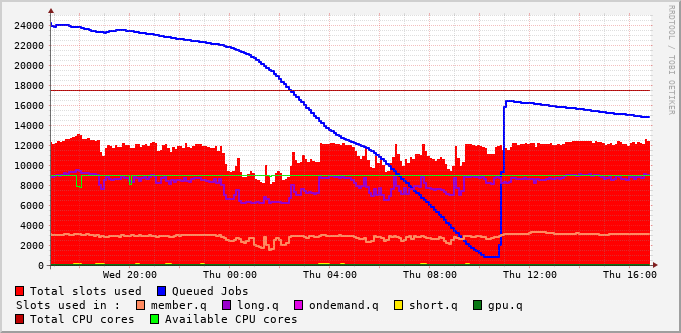 RRDTOOL / TOBI OETIKER
24000
22000
20000
18000
16000
14000
12000
10000
8000
6000
4000
2000
0
Wed 20:00 Thu 00:00 Thu 04:00 Thu 08:00 Thu 12:00 Thu 16:00
Total slots used Queued Jobs
Slots used in : member.q long.q ondemand.q short.q gpu.q
Total CPU cores Available CPU cores